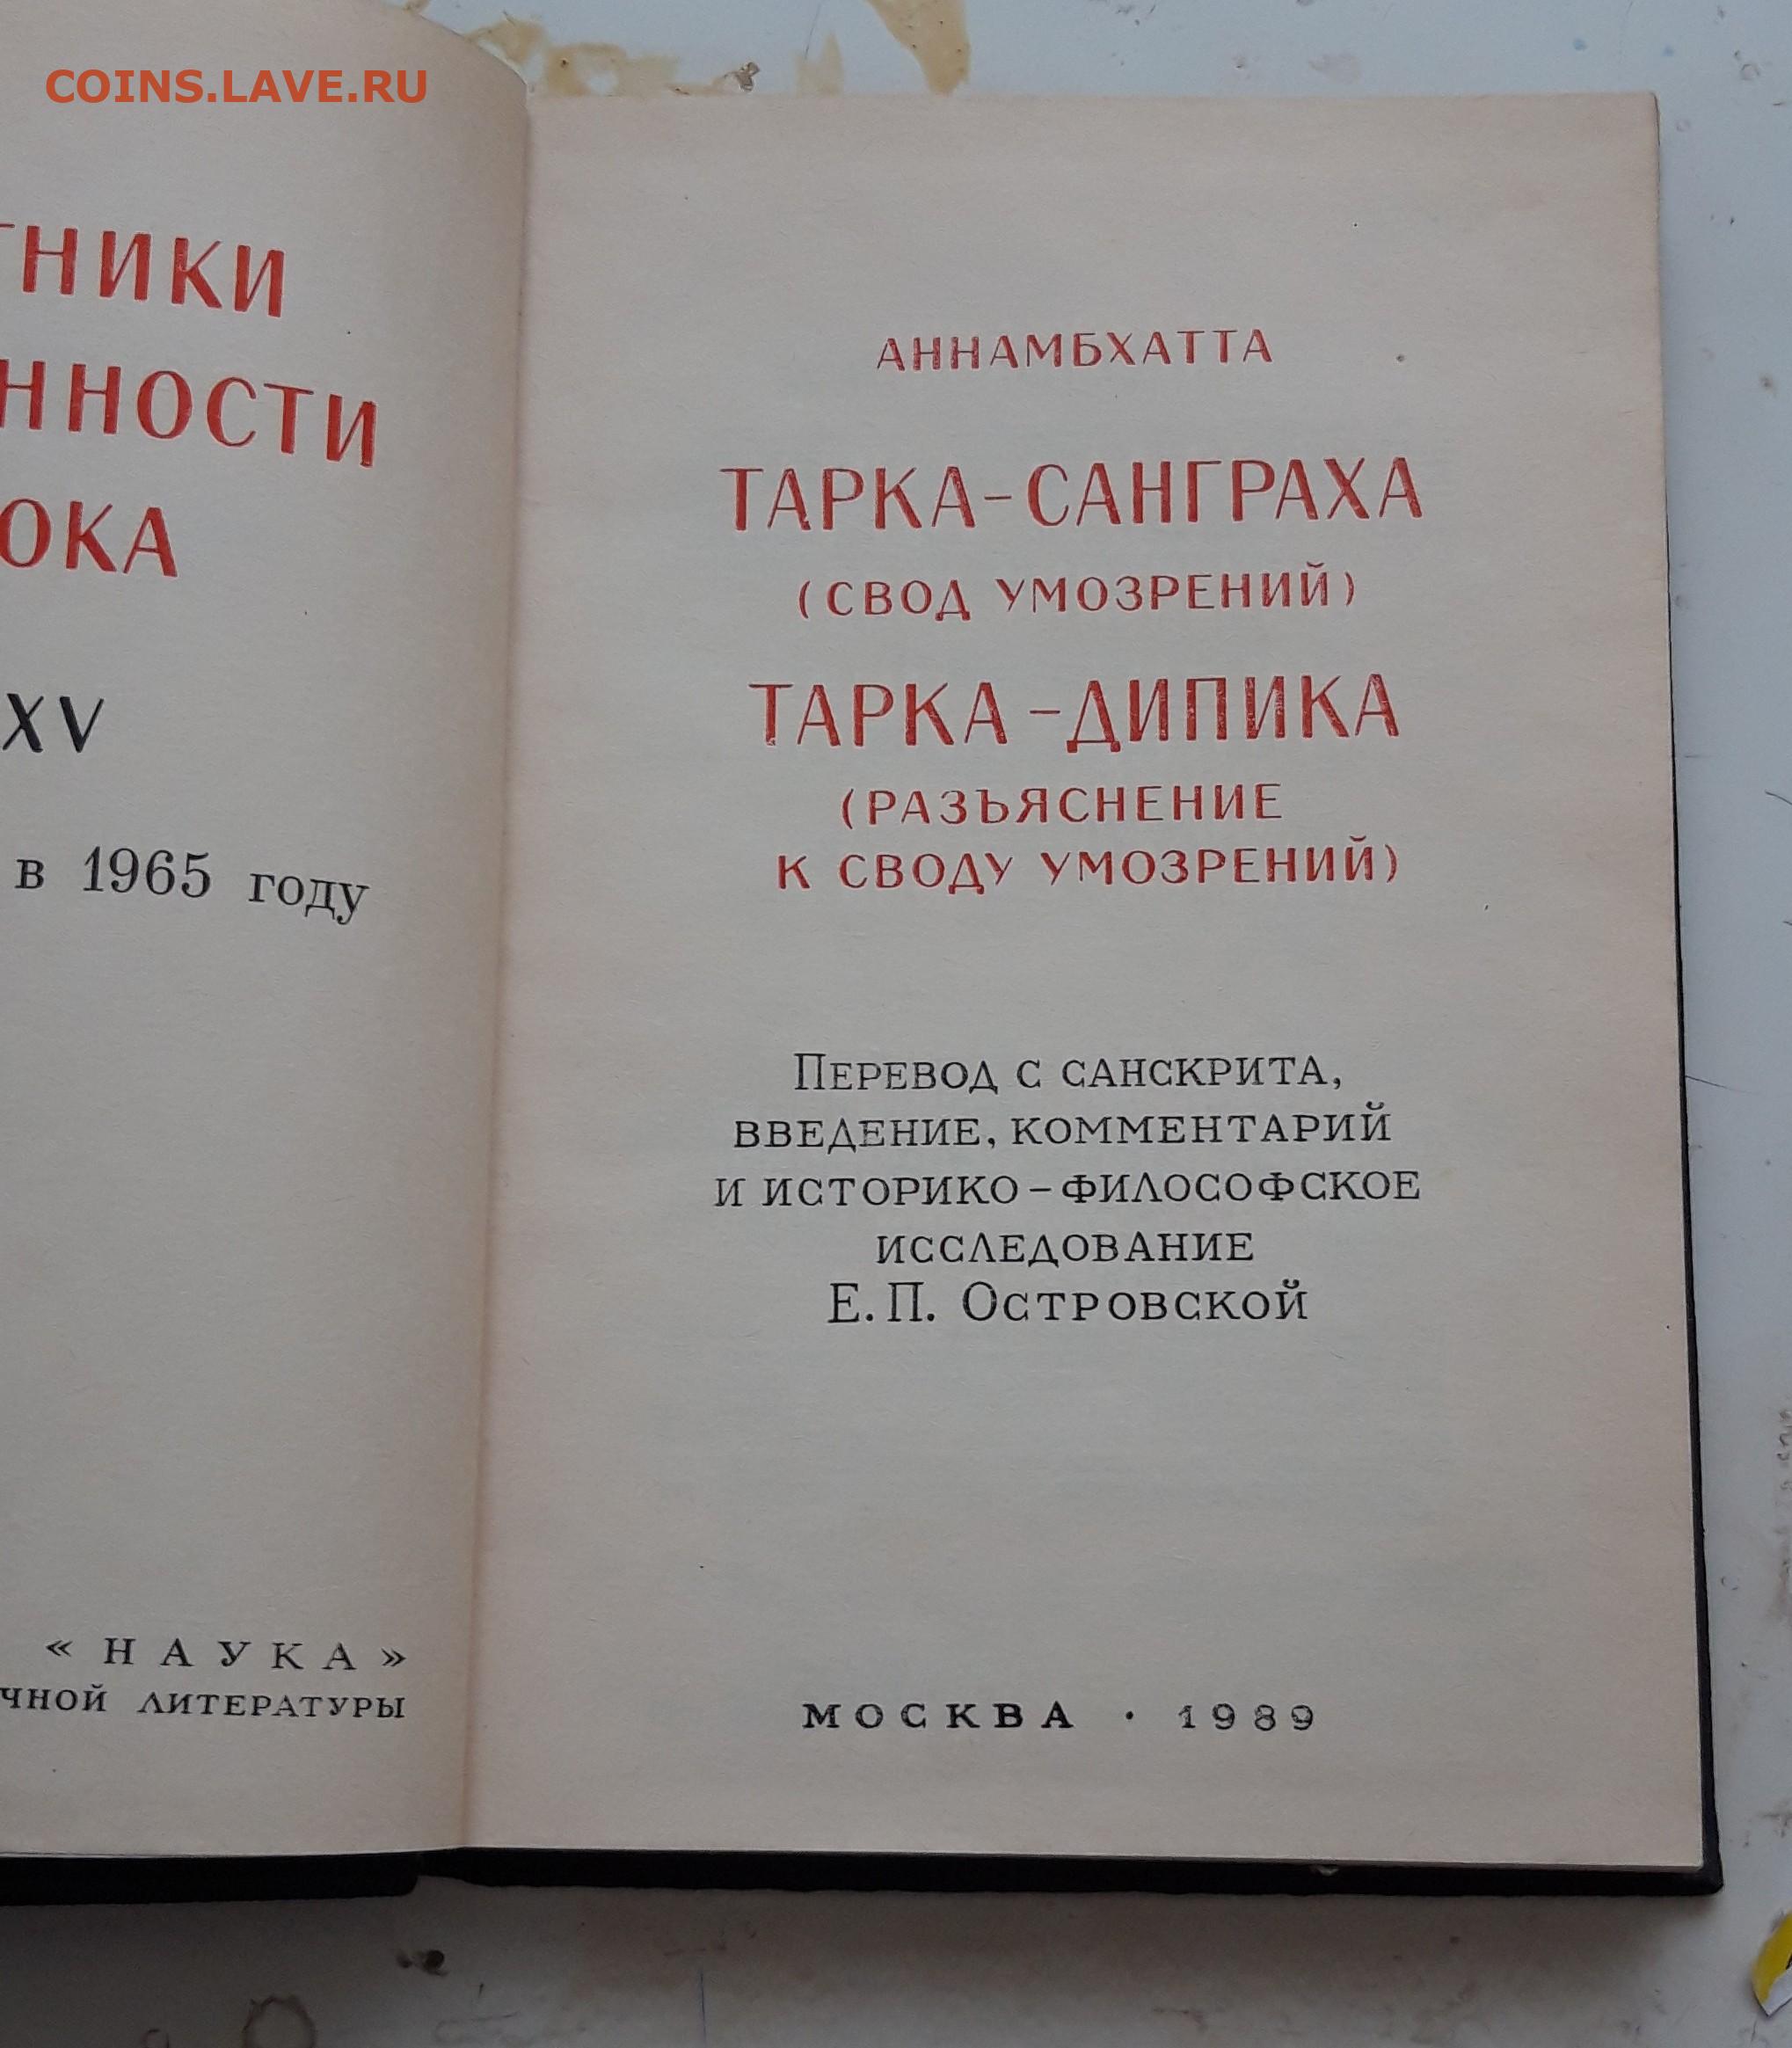 COINS.LAVE.RU
ТНИКИ
ННОСТИ
ОКА
XV
в 1965 году
«НАУКА»
ЧНОЙ ЛИТЕРАТУРЫ
АННАМБХАТТА
ТАРКА-САНГРАХА
(СВОД УМОЗРЕНИЙ)
ТАРКА-ДИПИКА
(РАЗЪЯСНЕНИЕ
К СВОДУ УМОЗРЕНИЙ)
ПЕРЕВОД С САНСКРИТА,
ВВЕДЕНИЕ, КОММЕНТАРИЙ
И ИСТОРИКО-ФИЛОСОФСКОЕ
ИССЛЕДОВАНИЕ
Е.П. ОСТРОВСКОЙ
МОСКВА · 1989